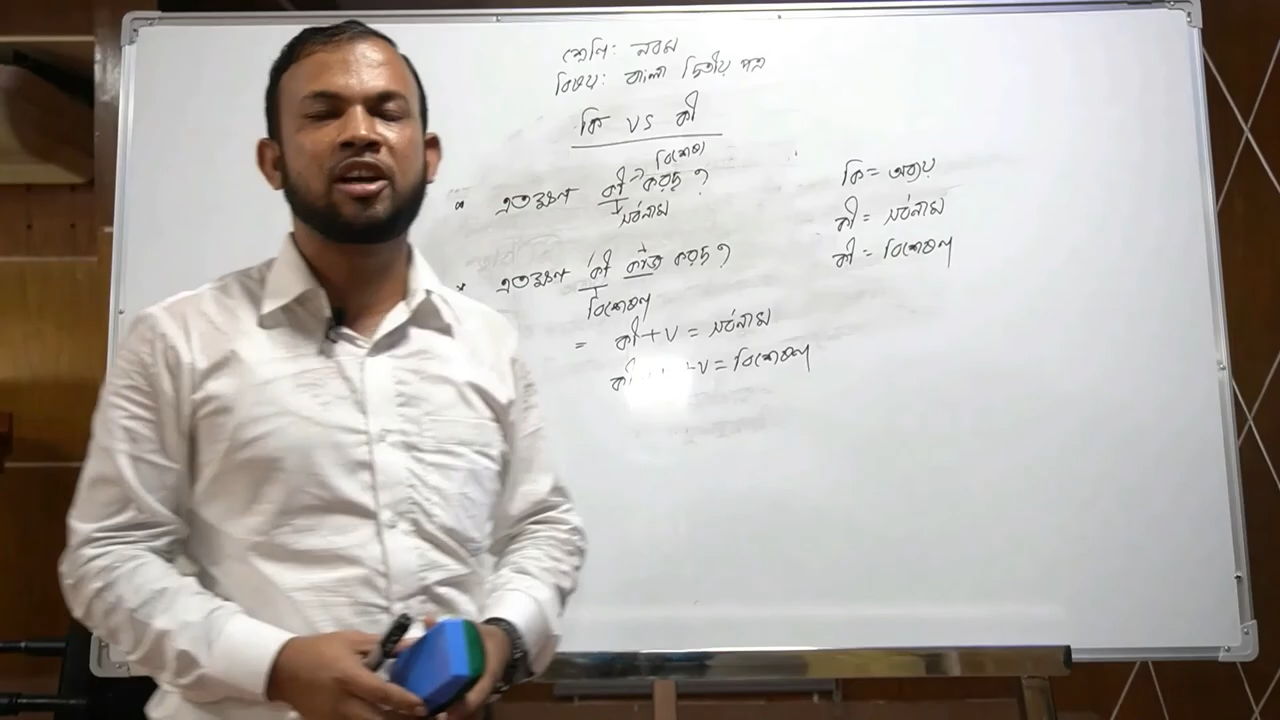 শ্রেণি: নবম
বিষয়: বাংলা দ্বিতীয় পত্র
কি vs কী
বিশেষ্য
* এতক্ষণ কী করছ ?
সর্বনাম
* এতক্ষণ কী কাজ করছ ?
বিশেষণ
= কী + V = সর্বনাম
কী + V = বিশেষণ
কি = অব্যয়
কী = সর্বনাম
কী = বিশেষণ